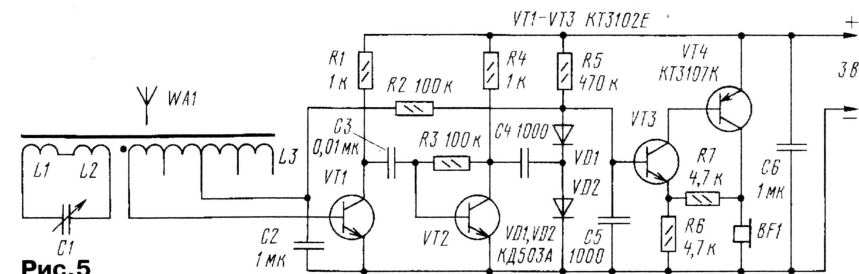 VT1-VT3 КТ3102Е
+
R1
1 к
R4
1 к
R5
470 к
VT4
КТ3107К
3 В
–
R2 100 к
WA1
C3
0,01 мк
R3 100 к
C4 1000
VD1
VT3
R7
4,7 к
C6
1 мк
L1
L2
L3
VT1
VD2
C1
C2
1 мк
VT2
VD1, VD2
КД503А
C5
1000
R6
4,7 к
BF1
Рис.5